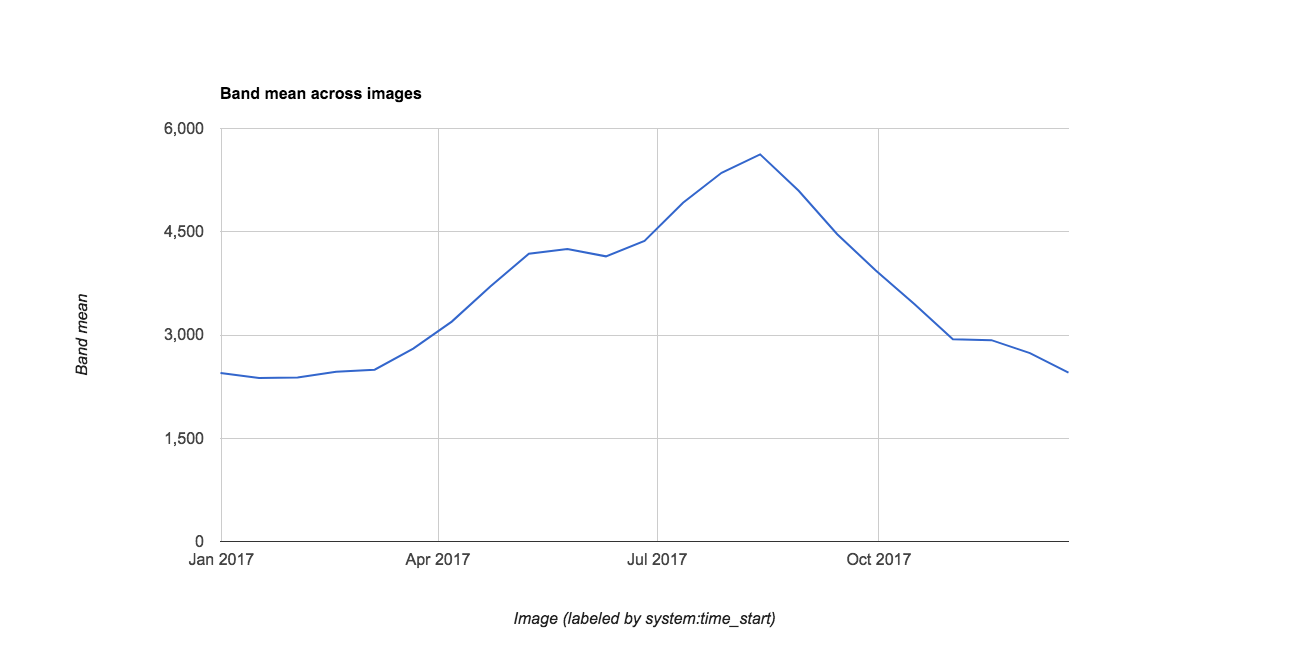 Band mean across images
6,000
4,500
3,000
1,500
0
Band mean
Jan 2017
Apr 2017
Jul 2017
Oct 2017
Image (labeled by system:time_start)